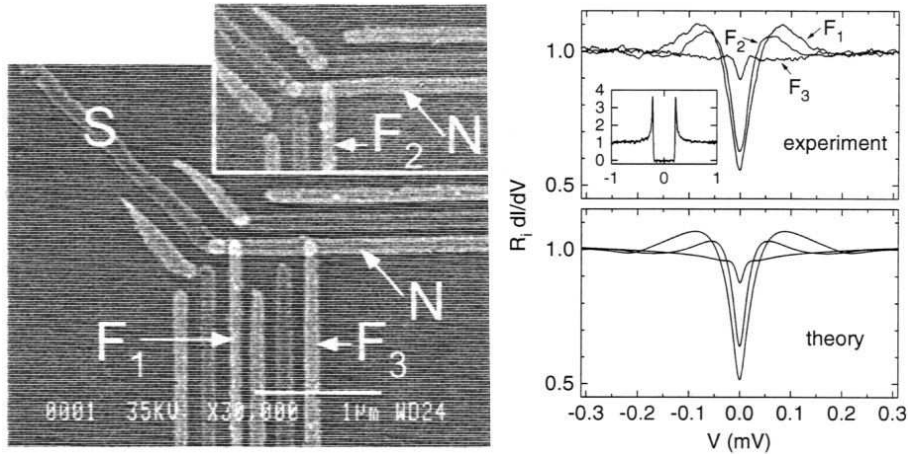 S
F2
N
F1
F3
N
0001 35KV X30,000 1µm WD24
Ri dI/dV
1.0
0.5
F2
F1
F3
4
3
2
1
0
-1 0 1
experiment
1.0
0.5
theory
-0.3 -0.2 -0.1 0.0 0.1 0.2 0.3
V (mV)